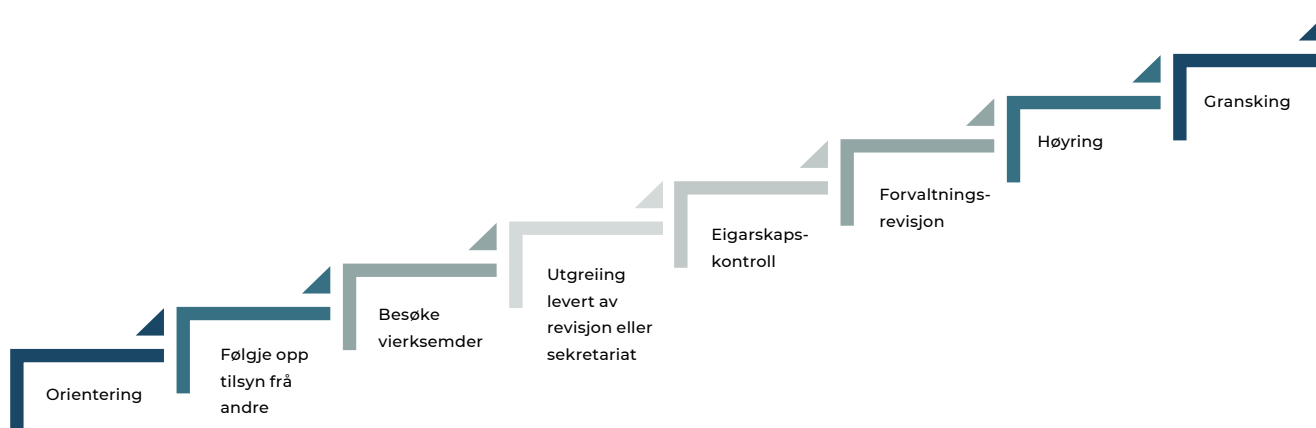 Orientering
Følgje opp
tilsyn frå
andre
Besøke
vierksemder
Utgreiing
levert av
revisjon eller
sekretariat
Eigarskaps-
kontroll
Forvaltnings-
revisjon
Høyring
Gransking